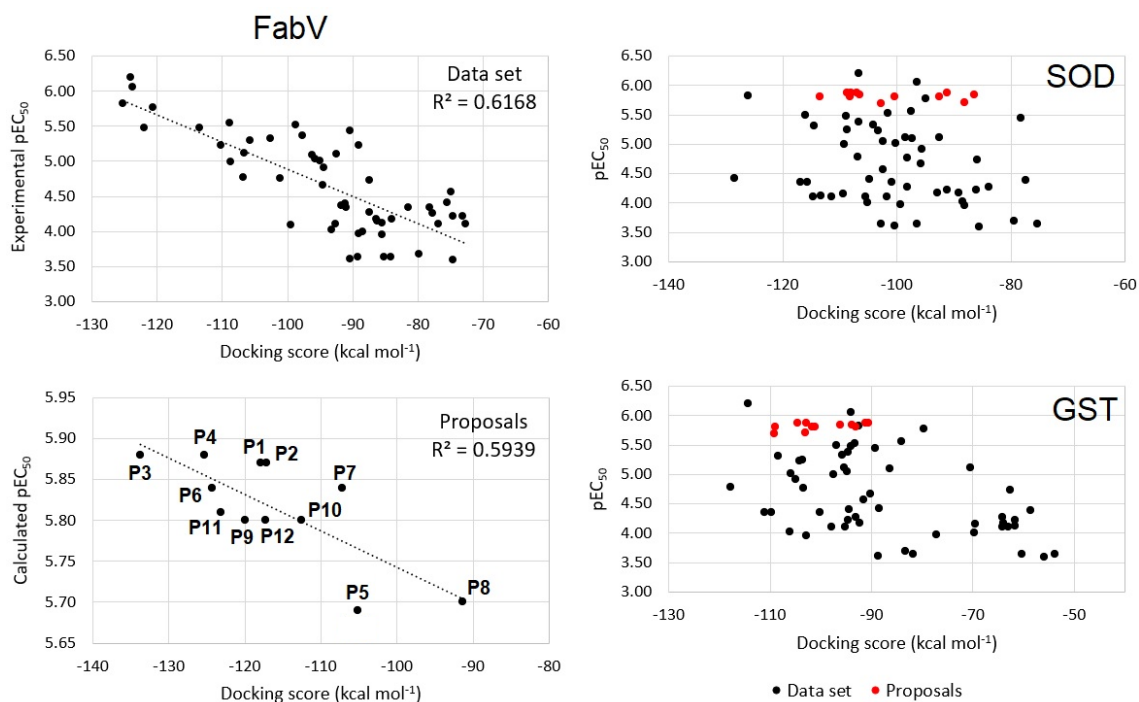 FabV
6.50
6.00
5.50
5.00
4.50
4.00
3.50
3.00
Experimental pEC50
Data set
R² = 0.6168
-130 -120 -110 -100 -90 -80 -70 -60
Docking score (kcal mol-1)
SOD
6.50
6.00
5.50
5.00
4.50
4.00
3.50
3.00
pEC50
-140 -120 -100 -80 -60
Docking score (kcal mol-1)
5.95
5.90
5.85
5.80
5.75
5.70
5.65
Calculated pEC50
Proposals
R² = 0.5939
P4 P1 P2
P3 P7
P6
P11 P10
P9 P12
P5 P8
-140 -130 -120 -110 -100 -90 -80
Docking score (kcal mol-1)
GST
6.50
6.00
5.50
5.00
4.50
4.00
3.50
3.00
pEC50
-130 -110 -90 -70 -50
Docking score (kcal mol-1)
Data set Proposals